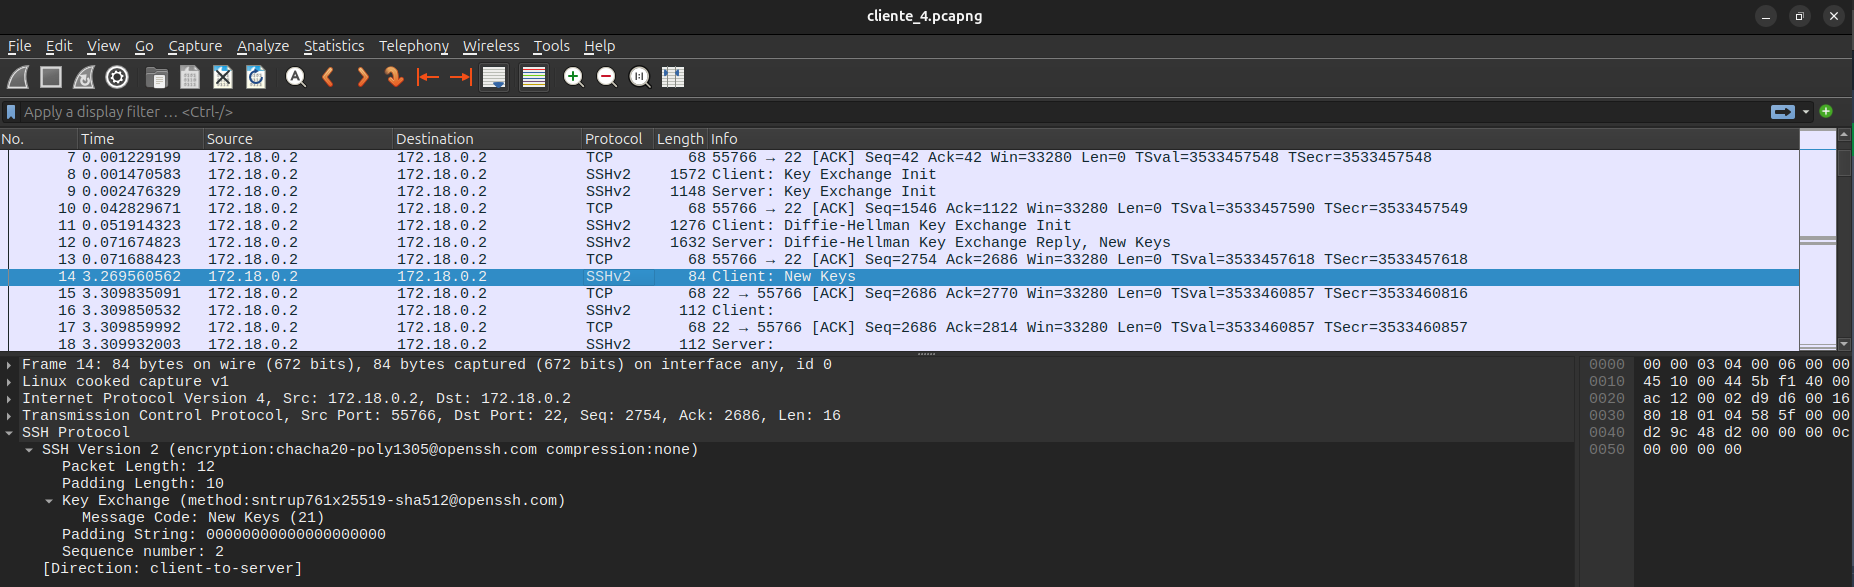 cliente_4.pcapng
File Edit View Go Capture Analyze Statistics Telephony Wireless Tools Help
Apply a display filter … <Ctrl-/>
No. Time Source Destination Protocol Length Info
7 0.001229199 172.18.0.2 172.18.0.2 TCP 68 55766 → 22 [ACK] Seq=42 Ack=42 Win=33280 Len=0 TSval=3533457548 TSecr=3533457548
8 0.001470583 172.18.0.2 172.18.0.2 SSHv2 1572 Client: Key Exchange Init
9 0.002476329 172.18.0.2 172.18.0.2 SSHv2 1148 Server: Key Exchange Init
10 0.042829671 172.18.0.2 172.18.0.2 TCP 68 55766 → 22 [ACK] Seq=1546 Ack=1122 Win=33280 Len=0 TSval=3533457590 TSecr=3533457549
11 0.051914323 172.18.0.2 172.18.0.2 SSHv2 1276 Client: Diffie-Hellman Key Exchange Init
12 0.071674823 172.18.0.2 172.18.0.2 SSHv2 1632 Server: Diffie-Hellman Key Exchange Reply, New Keys
13 0.071688423 172.18.0.2 172.18.0.2 TCP 68 55766 → 22 [ACK] Seq=2754 Ack=2686 Win=33280 Len=0 TSval=3533457618 TSecr=3533457618
14 3.269560562 172.18.0.2 172.18.0.2 SSHv2 84 Client: New Keys
15 3.309835091 172.18.0.2 172.18.0.2 TCP 68 22 → 55766 [ACK] Seq=2686 Ack=2770 Win=33280 Len=0 TSval=3533460857 TSecr=3533460816
16 3.309850532 172.18.0.2 172.18.0.2 SSHv2 112 Client:
17 3.309859992 172.18.0.2 172.18.0.2 TCP 68 22 → 55766 [ACK] Seq=2686 Ack=2814 Win=33280 Len=0 TSval=3533460857 TSecr=3533460857
18 3.309932003 172.18.0.2 172.18.0.2 SSHv2 112 Server:
Frame 14: 84 bytes on wire (672 bits), 84 bytes captured (672 bits) on interface any, id 0
Linux cooked capture v1
Internet Protocol Version 4, Src: 172.18.0.2, Dst: 172.18.0.2
Transmission Control Protocol, Src Port: 55766, Dst Port: 22, Seq: 2754, Ack: 2686, Len: 16
SSH Protocol
SSH Version 2 (encryption:chacha20-poly1305@openssh.com compression:none)
Packet Length: 12
Padding Length: 10
Key Exchange (method:sntrup761x25519-sha512@openssh.com)
Message Code: New Keys (21)
Padding String: 00000000000000000000
Sequence number: 2
[Direction: client-to-server]
0000 00 00 03 04 00 06 00 00
0010 45 10 00 44 5b f1 40 00
0020 ac 12 00 02 d9 d6 00 16
0030 80 18 01 04 58 5f 00 00
0040 d2 9c 48 d2 00 00 00 0c
0050 00 00 00 00